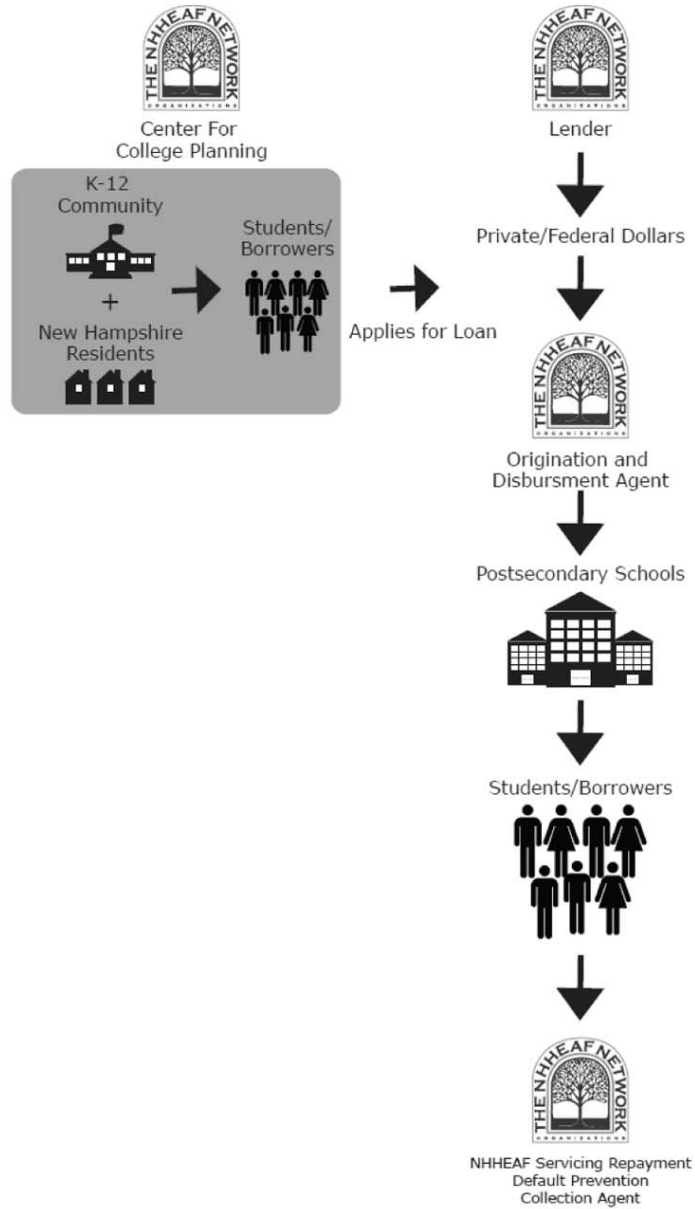 THE NHHEAF NETWORK
ORGANIZATIONS
Center For
College Planning
K-12
Community
+
New Hampshire
Residents
Students/
Borrowers
Applies for Loan
THE NHHEAF NETWORK
ORGANIZATIONS
Lender
Private/Federal Dollars
THE NHHEAF NETWORK
ORGANIZATIONS
Origination and
Disbursment Agent
Postsecondary Schools
Students/Borrowers
THE NHHEAF NETWORK
ORGANIZATIONS
NHHEAF Servicing Repayment
Default Prevention
Collection Agent